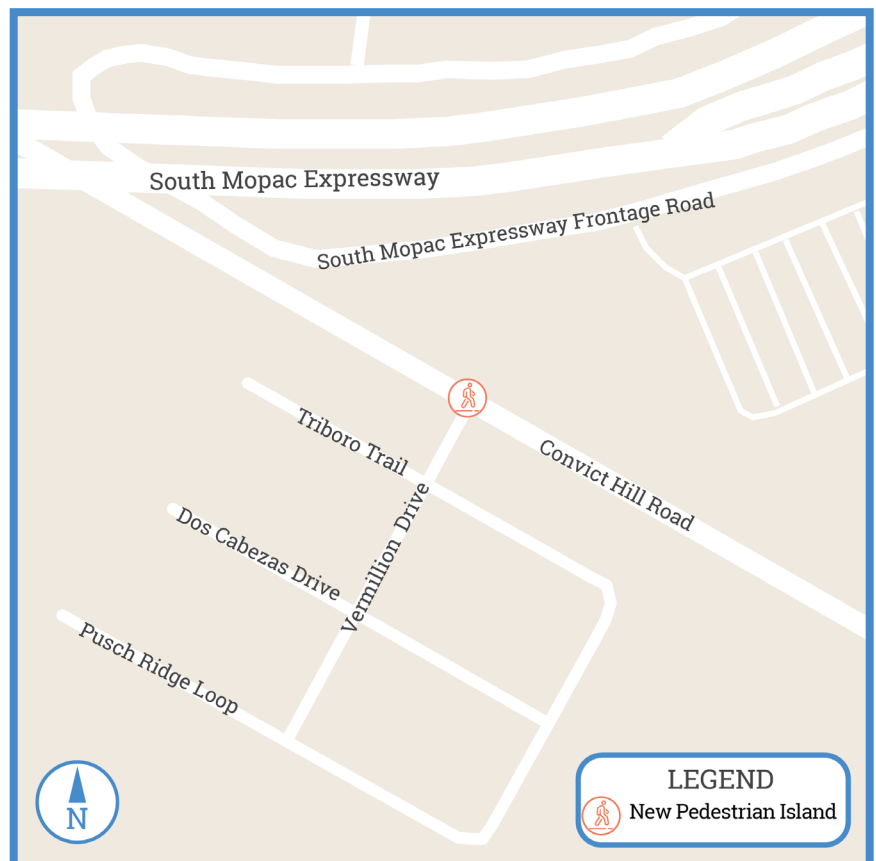 South Mopac Expressway
South Mopac Expressway Frontage Road
Triboro Trail
Convict Hill Road
Vermillion Drive
Dos Cabezas Drive
Pusch Ridge Loop
N
LEGEND
New Pedestrian Island